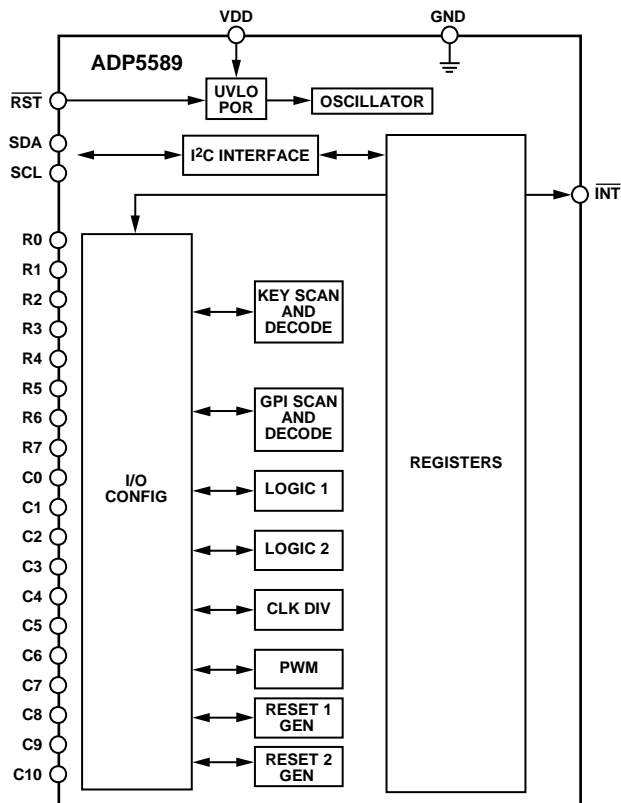 VDD
GND
ADP5589
RST
UVLO
POR
OSCILLATOR
SDA
SCL
I²C INTERFACE
INT
R0
R1
R2
R3
R4
R5
R6
R7
C0
C1
C2
C3
C4
C5
C6
C7
C8
C9
C10
I/O
CONFIG
KEY SCAN
AND
DECODE
GPI SCAN
AND
DECODE
LOGIC 1
LOGIC 2
CLK DIV
PWM
RESET 1
GEN
RESET 2
GEN
REGISTERS